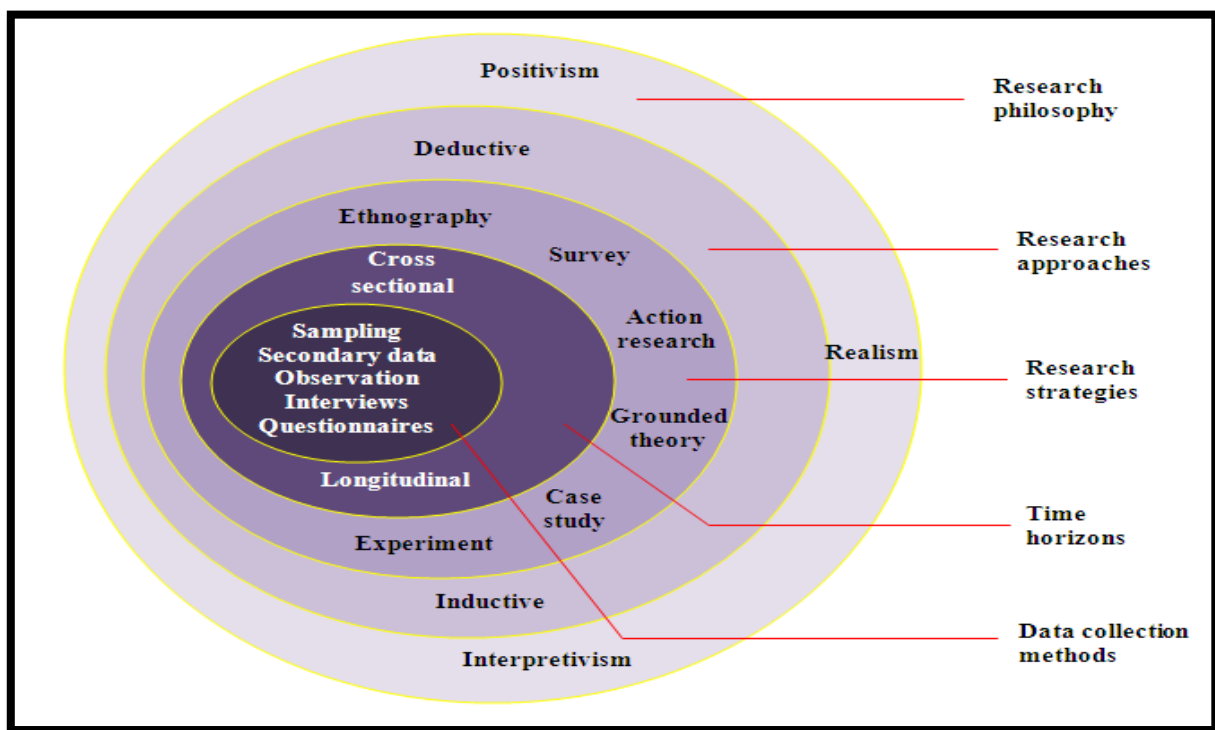 Positivism
Research
philosophy
Deductive
Ethnography
Survey
Research
approaches
Cross
sectional
Action
research
Realism
Sampling
Secondary data
Observation
Interviews
Questionnaires
Research
strategies
Grounded
theory
Longitudinal
Case
study
Time
horizons
Experiment
Inductive
Interpretivism
Data collection
methods